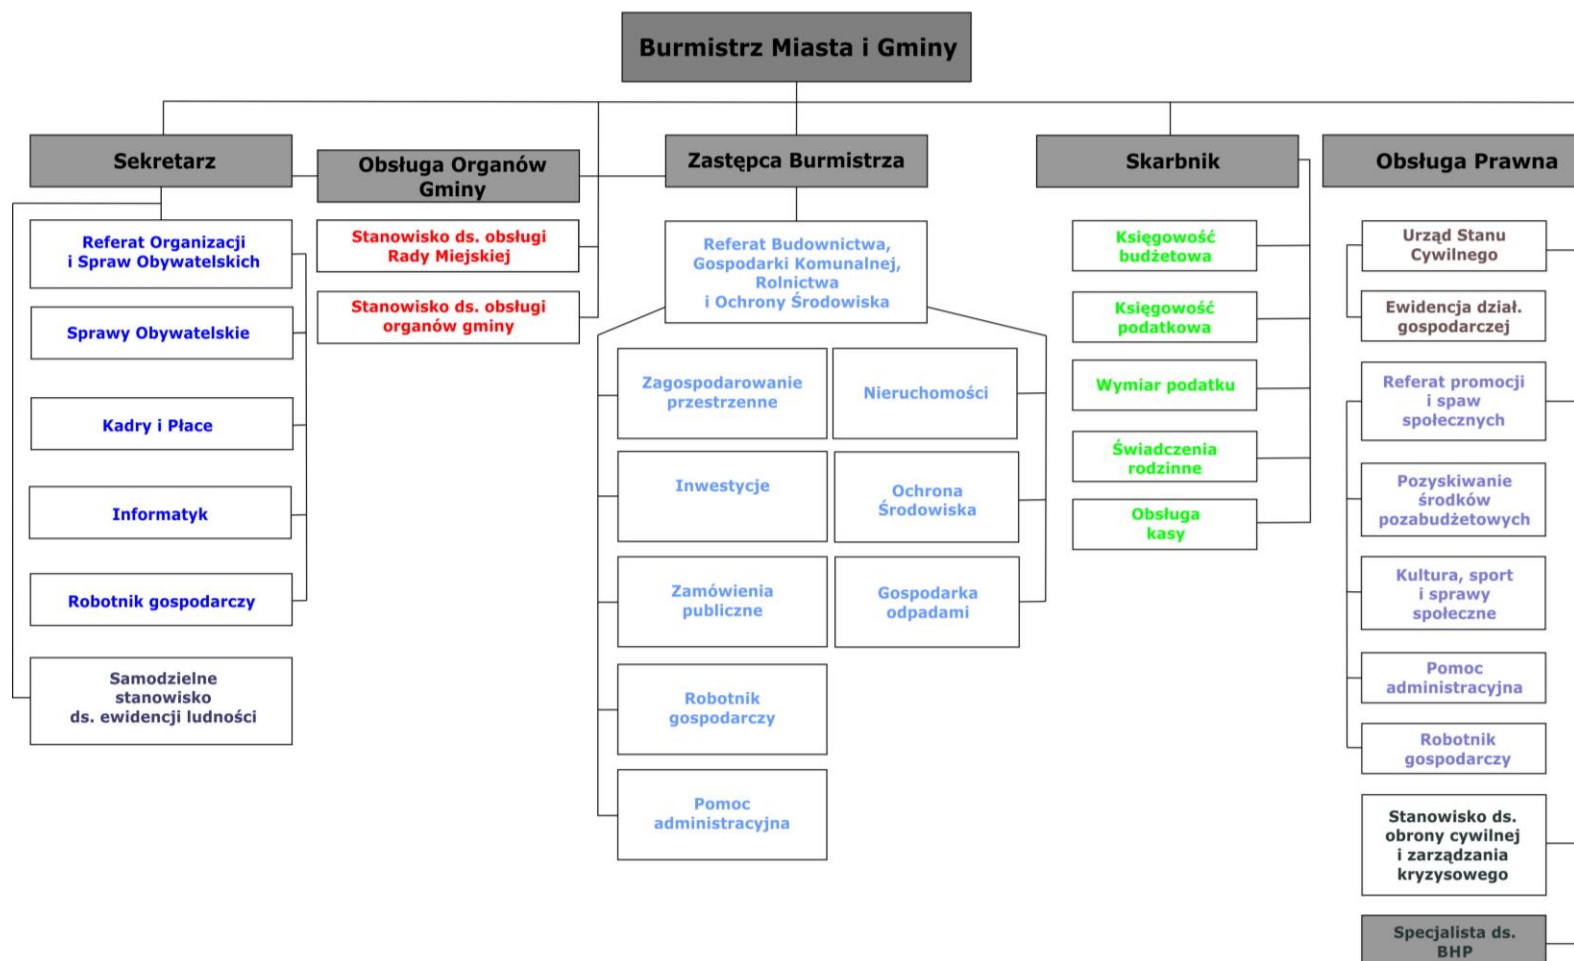 Burmistrz Miasta i Gminy
Sekretarz
Obsługa Organów
Gminy
Zastępca Burmistrza
Skarbnik
Obsługa Prawna
Referat Organizacji
i Spraw Obywatelskich
Sprawy Obywatelskie
Kadry i Płace
Informatyk
Robotnik gospodarczy
Samodzielne
stanowisko
ds. ewidencji ludności
Stanowisko ds. obsługi
Rady Miejskiej
Stanowisko ds. obsługi
organów gminy
Referat Budownictwa,
Gospodarki Komunalnej,
Rolnictwa
i Ochrony Środowiska
Zagospodarowanie
przestrzenne
Nieruchomości
Inwestycje
Ochrona
Środowiska
Zamówienia
publiczne
Gospodarka
odpadami
Robotnik
gospodarczy
Pomoc
administracyjna
Księgowość
budżetowa
Księgowość
podatkowa
Wymiar podatku
Świadczenia
rodzinne
Obsługa
kasy
Urząd Stanu
Cywilnego
Ewidencja dział.
gospodarczej
Referat promocji
i spaw
społecznych
Pozyskiwanie
środków
pozabudżetowych
Kultura, sport
i sprawy
społeczne
Pomoc
administracyjna
Robotnik
gospodarczy
Stanowisko ds.
obrony cywilnej
i zarządzania
kryzysowego
Specjalista ds.
BHP